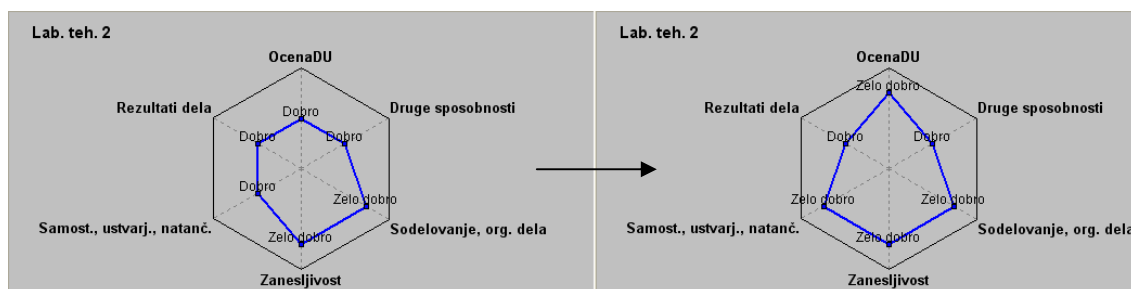 Lab. teh. 2
OcenaDU
Rezultati dela
Druge sposobnosti
Dobro
Dobro
Dobro
Dobro
Zelo dobro
Samost., ustvarj., natanč.
Sodelovanje, org. dela
Zelo dobro
Zanesljivost
Lab. teh. 2
OcenaDU
Zelo dobro
Rezultati dela
Druge sposobnosti
Dobro
Dobro
Zelo dobro
Zelo dobro
Samost., ustvarj., natanč.
Sodelovanje, org. dela
Zelo dobro
Zanesljivost